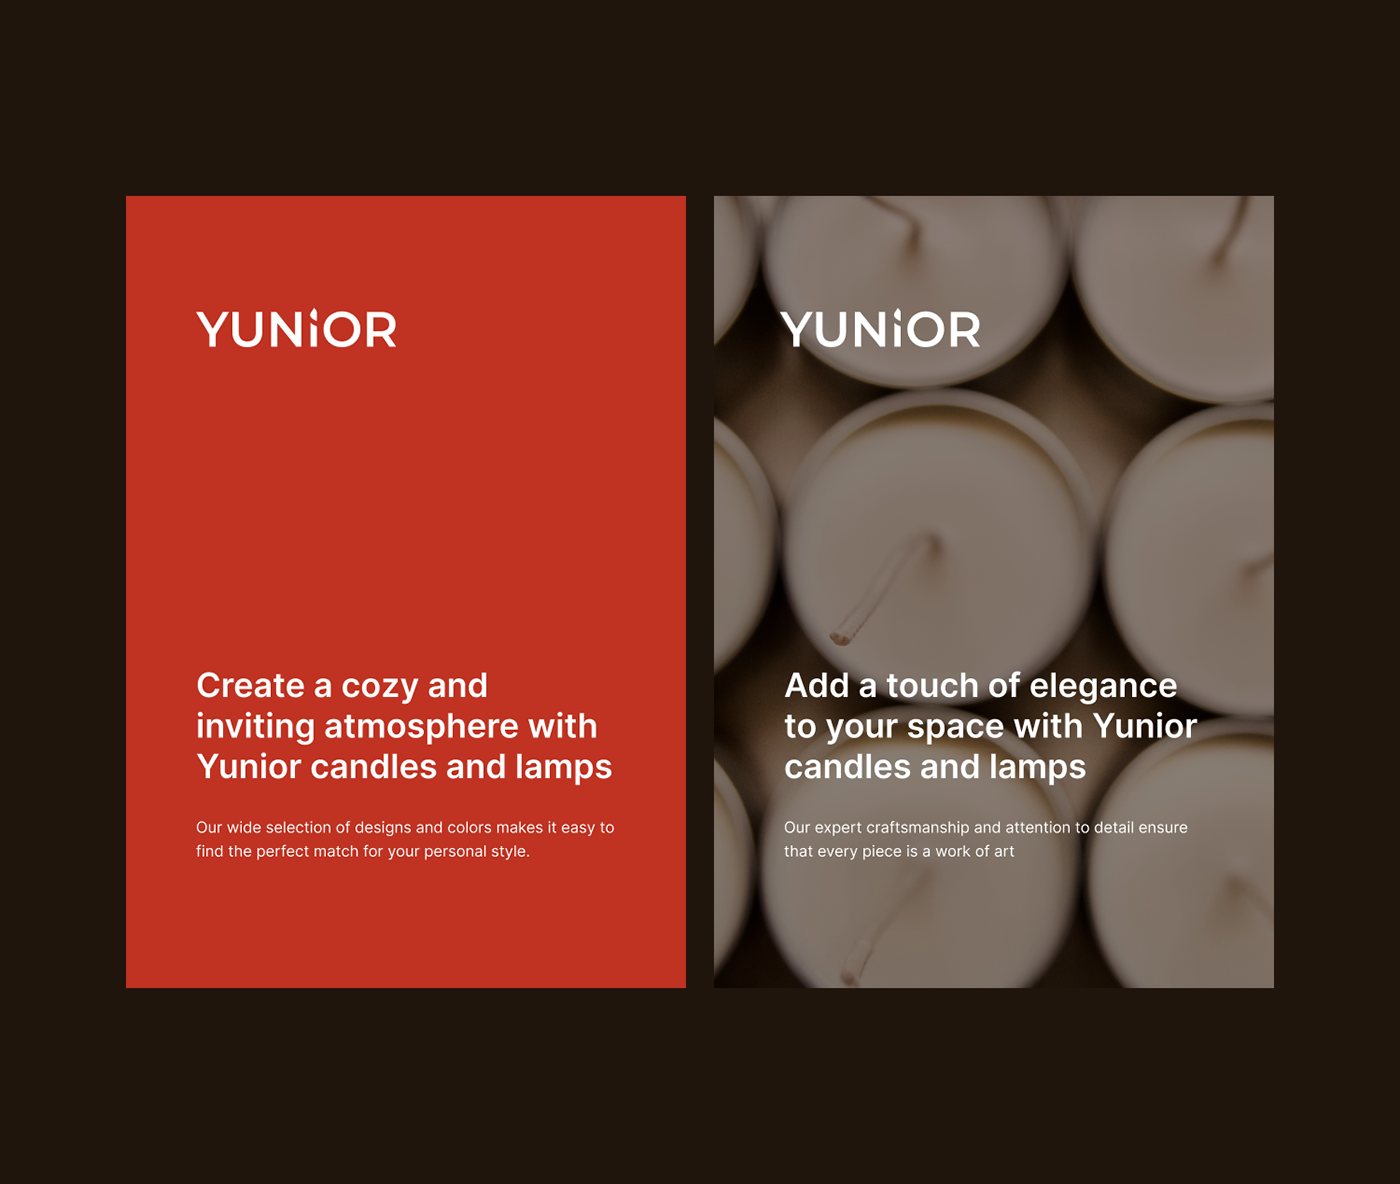 YUNiOR
Create a cozy and
inviting atmosphere with
Yunior candles and lamps
Our wide selection of designs and colors makes it easy to
find the perfect match for your personal style.
YUNiOR
Add a touch of elegance
to your space with Yunior
candles and lamps
Our expert craftsmanship and attention to detail ensure
that every piece is a work of art